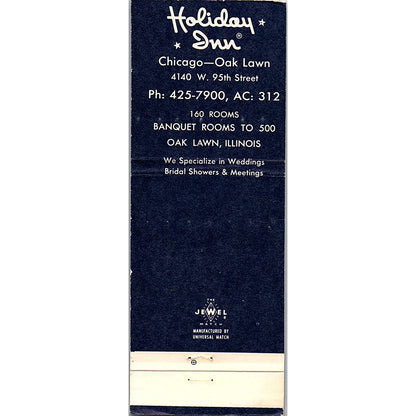 Holiday
Inn®
Chicago—Oak Lawn
4140 W. 95th Street
Ph: 425-7900, AC: 312
160 ROOMS
BANQUET ROOMS TO 500
OAK LAWN, ILLINOIS
We Specialize in Weddings
Bridal Showers & Meetings
THE
JEWEL
MATCH
MANUFACTURED BY
UNIVERSAL MATCH